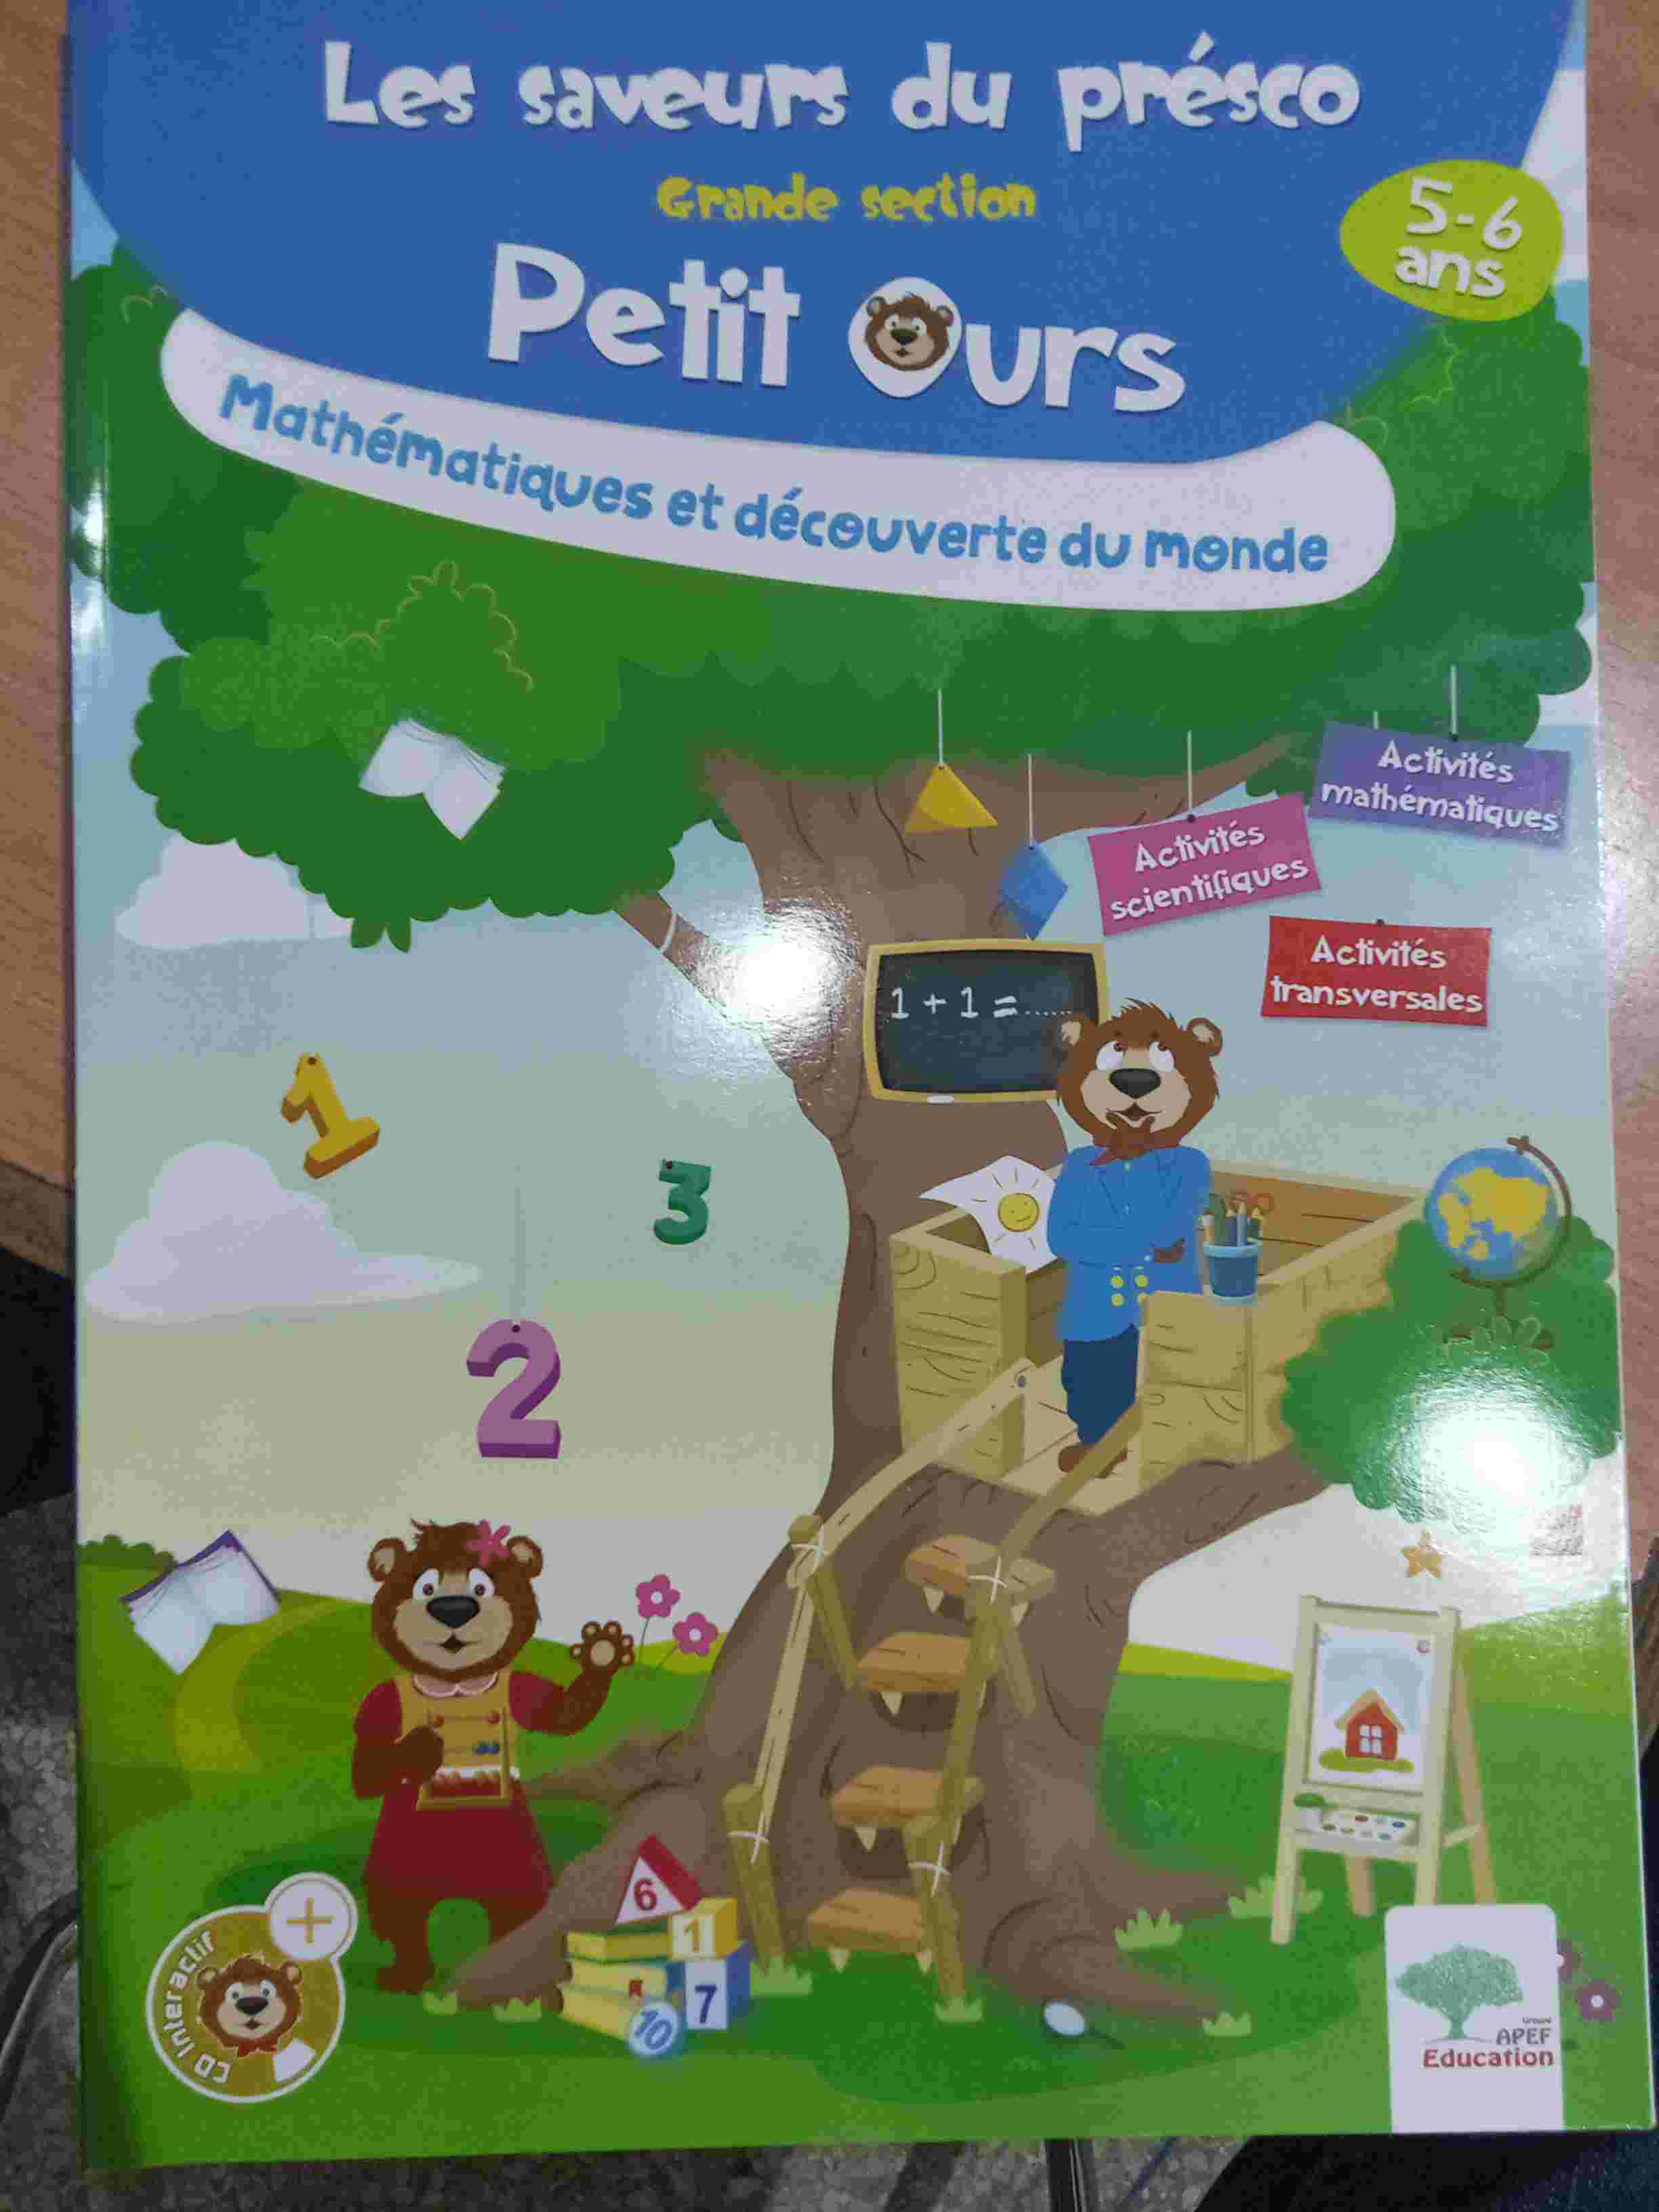 Les saveurs du présco
Grande section
5-6
ans
Petit Ours
Mathématiques et découverte du monde
Activités
mathématiques
Activités
scientifiques
Activités
transversales
1 + 1 = ......
1
3
2
6
1
7
10
CD Interactif
+
Groupe
APEF
Education